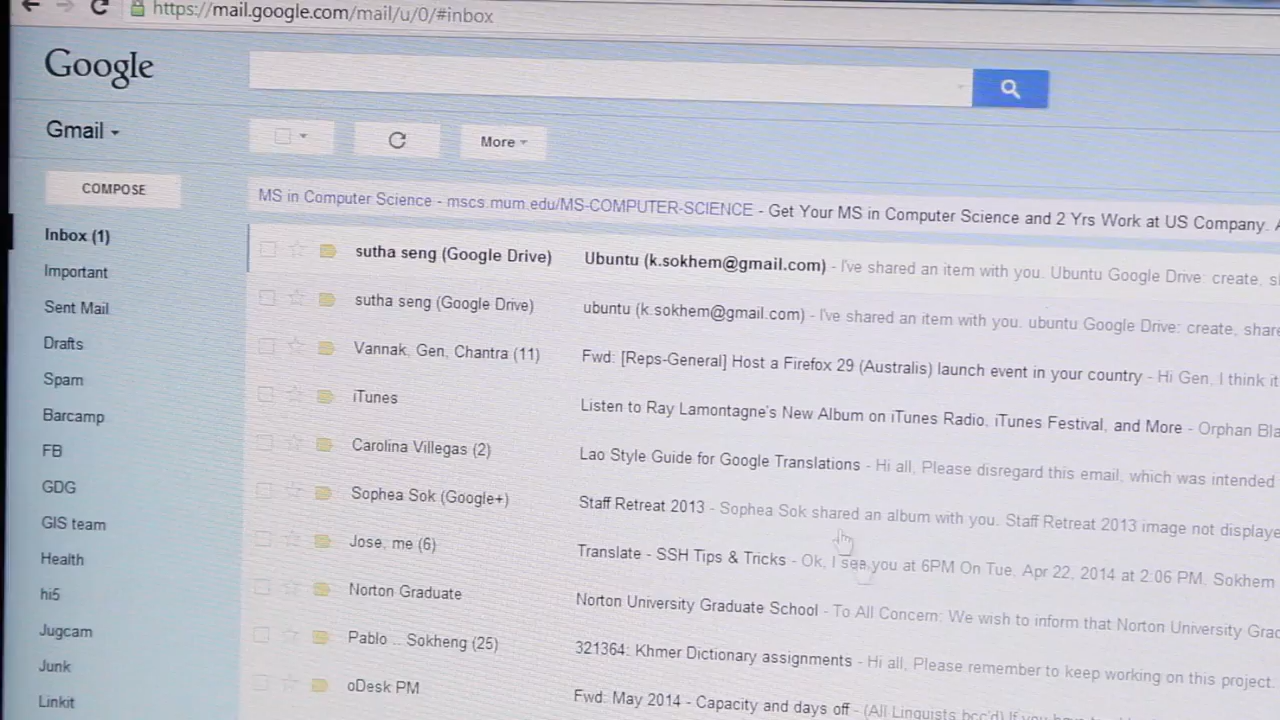 https://mail.google.com/mail/u/0/#inbox
Google
Gmail
More
COMPOSE
MS in Computer Science - mscs.mum.edu/MS-COMPUTER-SCIENCE - Get Your MS in Computer Science and 2 Yrs Work at US Company. A
Inbox (1)
sutha seng (Google Drive) Ubuntu (k.sokhem@gmail.com) - I've shared an item with you. Ubuntu Google Drive: create, s
Important
sutha seng (Google Drive) ubuntu (k.sokhem@gmail.com) - I've shared an item with you. ubuntu Google Drive: create, share
Sent Mail
Vannak, Gen, Chantra (11) Fwd: [Reps-General] Host a Firefox 29 (Australis) launch event in your country - Hi Gen, I think it
Drafts
Spam
iTunes Listen to Ray Lamontagne's New Album on iTunes Radio, iTunes Festival, and More - Orphan Bla
Barcamp
Carolina Villegas (2) Lao Style Guide for Google Translations - Hi all, Please disregard this email, which was intended
FB
GDG
Sophea Sok (Google+) Staff Retreat 2013 - Sophea Sok shared an album with you. Staff Retreat 2013 image not displaye
GIS team
Jose, me (6) Translate - SSH Tips & Tricks - Ok, I see you at 6PM On Tue, Apr 22, 2014 at 2:06 PM, Sokhem
Health
hi5
Norton Graduate Norton University Graduate School - To All Concern: We wish to inform that Norton University Grad
Jugcam
Pablo .. Sokheng (25) 321364: Khmer Dictionary assignments - Hi all, Please remember to keep working on this project.
Junk
oDesk PM Fwd: May 2014 - Capacity and days off - (All Linguists bcc'd) If you have
Linkit